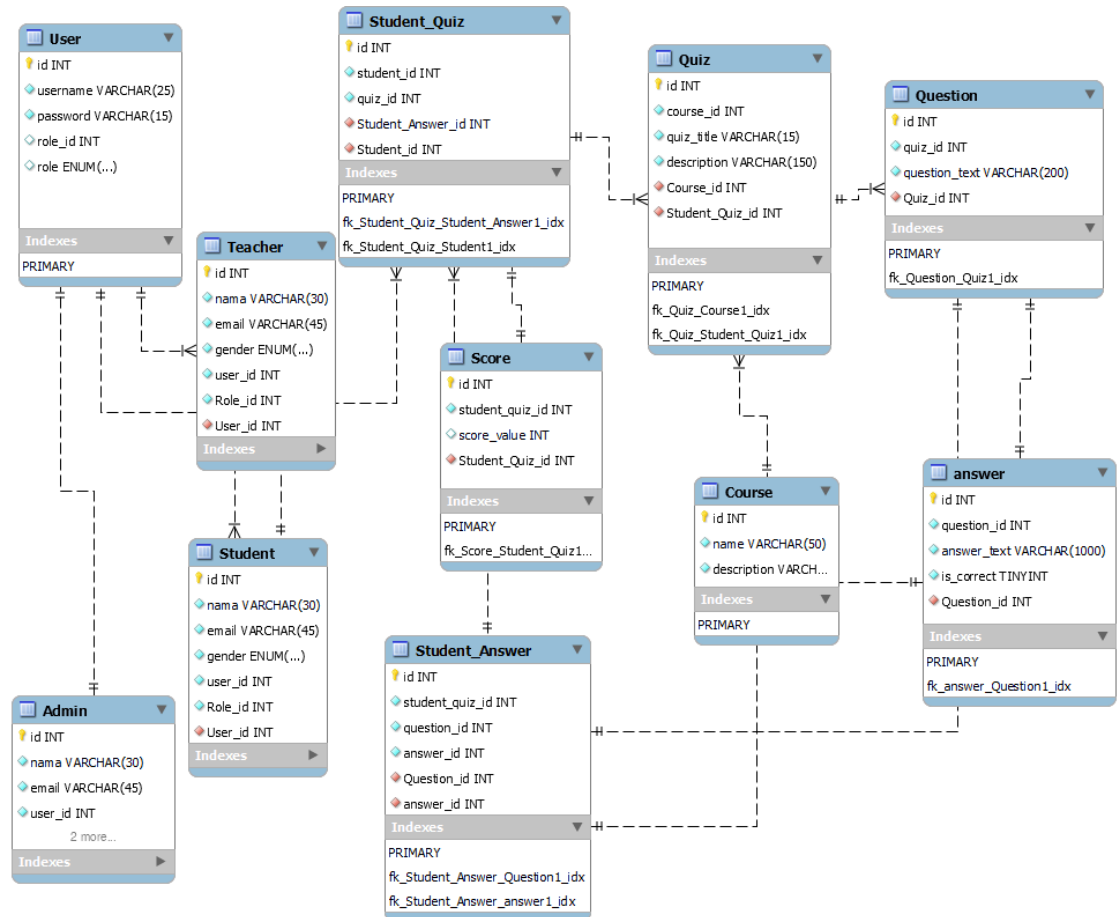 User
id INT
username VARCHAR(25)
password VARCHAR(15)
role_id INT
role ENUM(...)
Indexes
PRIMARY
Teacher
id INT
nama VARCHAR(30)
email VARCHAR(45)
gender ENUM(...)
user_id INT
Role_id INT
User_id INT
Indexes
Student_Quiz
id INT
student_id INT
quiz_id INT
Student_Answer_id INT
Student_id INT
Indexes
PRIMARY
fk_Student_Quiz_Student_Answer1_idx
fk_Student_Quiz_Student1_idx
Quiz
id INT
course_id INT
quiz_title VARCHAR(15)
description VARCHAR(150)
Course_id INT
Student_Quiz_id INT
Indexes
PRIMARY
fk_Quiz_Course1_idx
fk_Quiz_Student_Quiz1_idx
Question
id INT
quiz_id INT
question_text VARCHAR(200)
Quiz_id INT
Indexes
PRIMARY
fk_Question_Quiz1_idx
Score
id INT
student_quiz_id INT
score_value INT
Student_Quiz_id INT
Indexes
PRIMARY
fk_Score_Student_Quiz1...
Course
id INT
name VARCHAR(50)
description VARCH...
Indexes
PRIMARY
answer
id INT
question_id INT
answer_text VARCHAR(1000)
is_correct TINYINT
Question_id INT
Indexes
PRIMARY
fk_answer_Question1_idx
Student
id INT
nama VARCHAR(30)
email VARCHAR(45)
gender ENUM(...)
user_id INT
Role_id INT
User_id INT
Indexes
Student_Answer
id INT
student_quiz_id INT
question_id INT
answer_id INT
Question_id INT
answer_id INT
Indexes
PRIMARY
fk_Student_Answer_Question1_idx
fk_Student_Answer_answer1_idx
Admin
id INT
nama VARCHAR(30)
email VARCHAR(45)
user_id INT
2 more...
Indexes